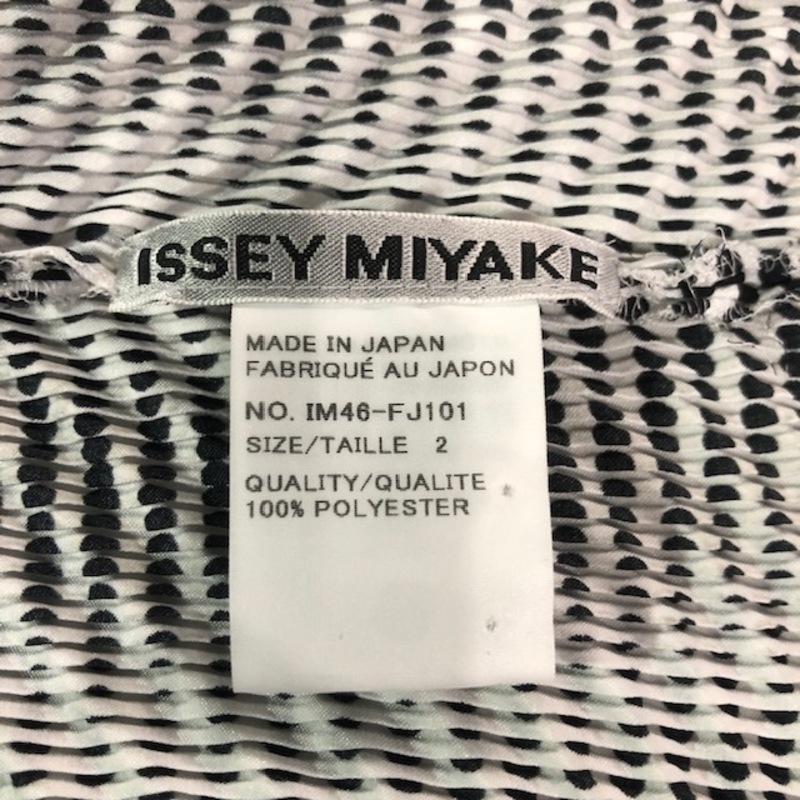 ISSEY MIYAKE
MADE IN JAPAN
FABRIQUÉ AU JAPON
NO. IM46-FJ101
SIZE/TAILLE 2
QUALITY/QUALITE
100% POLYESTER